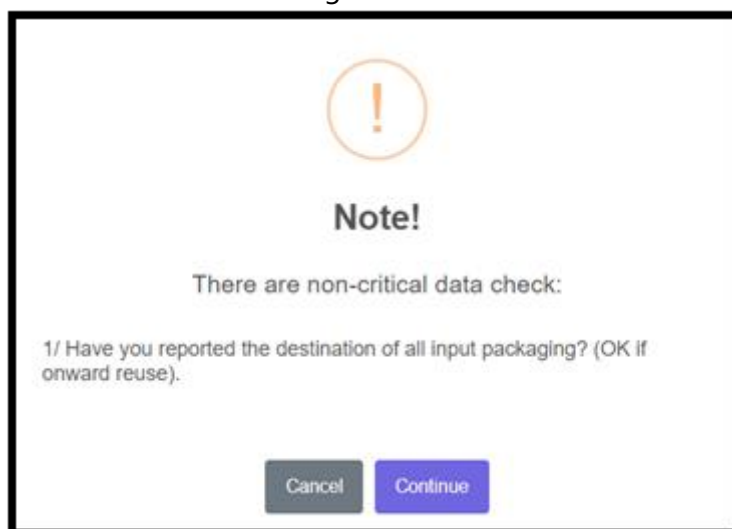 !
Note!
There are non-critical data check:
1/ Have you reported the destination of all input packaging? (OK if
onward reuse).
Cancel
Continue